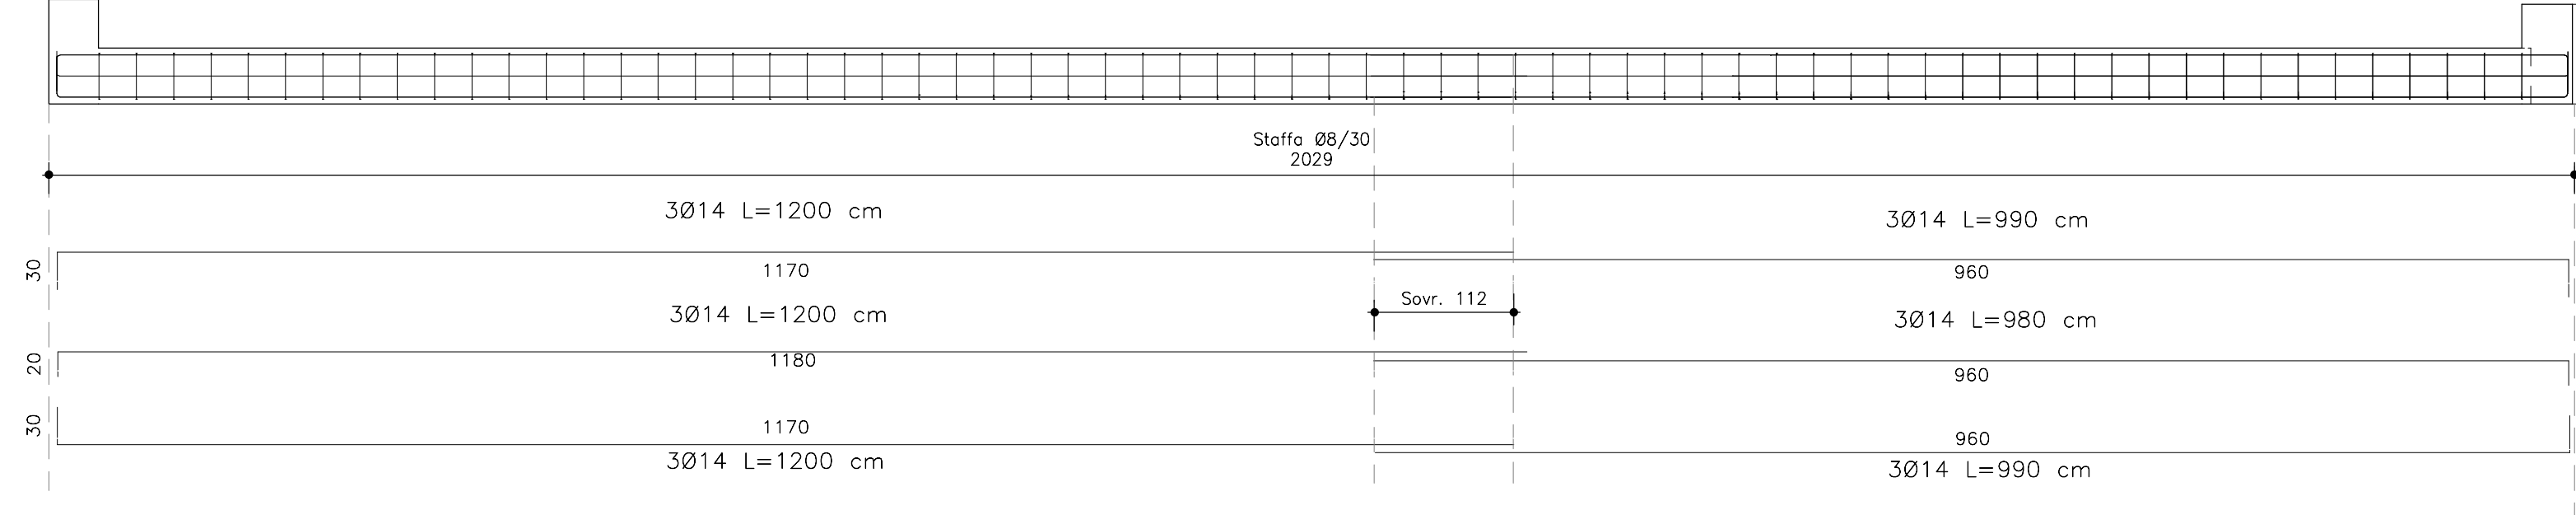 Staffa Ø8/30
2029
3Ø14 L=1200 cm
3Ø14 L=990 cm
30
1170
960
Sovr. 112
3Ø14 L=1200 cm
3Ø14 L=980 cm
20
1180
960
30
1170
960
3Ø14 L=1200 cm
3Ø14 L=990 cm